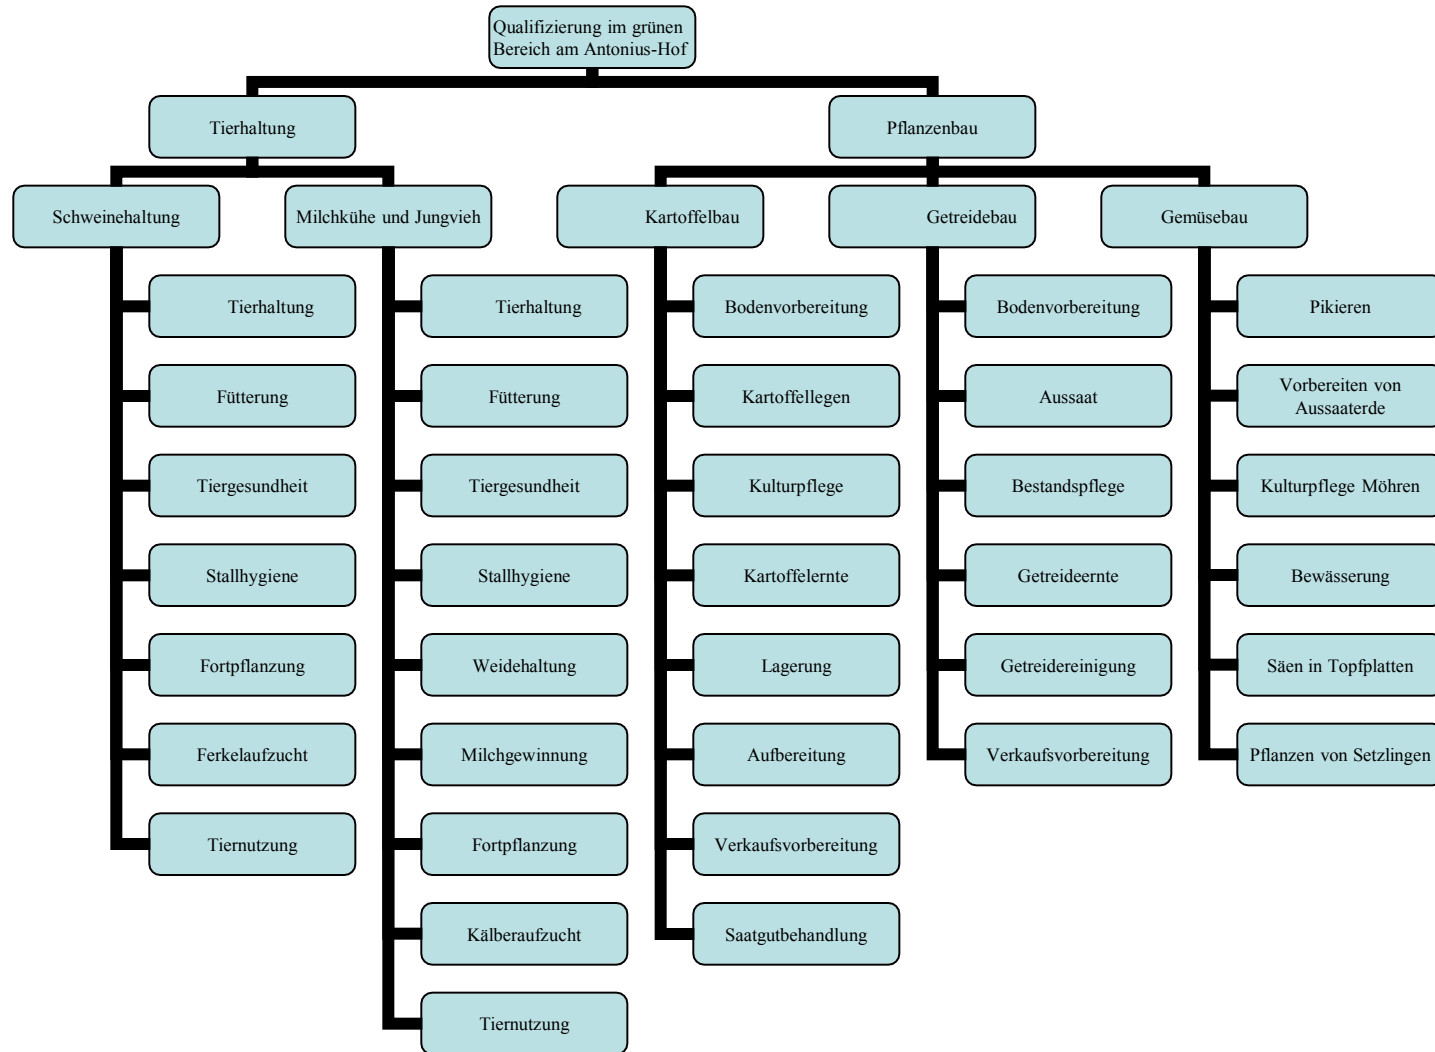 Qualifizierung im grünen
Bereich am Antonius-Hof
Tierhaltung
Pflanzenbau
Schweinehaltung
Milchkühe und Jungvieh
Kartoffelbau
Getreidebau
Gemüsebau
Tierhaltung
Fütterung
Tiergesundheit
Stallhygiene
Fortpflanzung
Ferkelaufzucht
Tiernutzung
Tierhaltung
Fütterung
Tiergesundheit
Stallhygiene
Weidehaltung
Milchgewinnung
Fortpflanzung
Kälberaufzucht
Tiernutzung
Bodenvorbereitung
Kartoffellegen
Kulturpflege
Kartoffelernte
Lagerung
Aufbereitung
Verkaufsvorbereitung
Saatgutbehandlung
Bodenvorbereitung
Aussaat
Bestandspflege
Getreideernte
Getreidereinigung
Verkaufsvorbereitung
Pikieren
Vorbereiten von
Aussaaterde
Kulturpflege Möhren
Bewässerung
Säen in Topfplatten
Pflanzen von Setzlingen